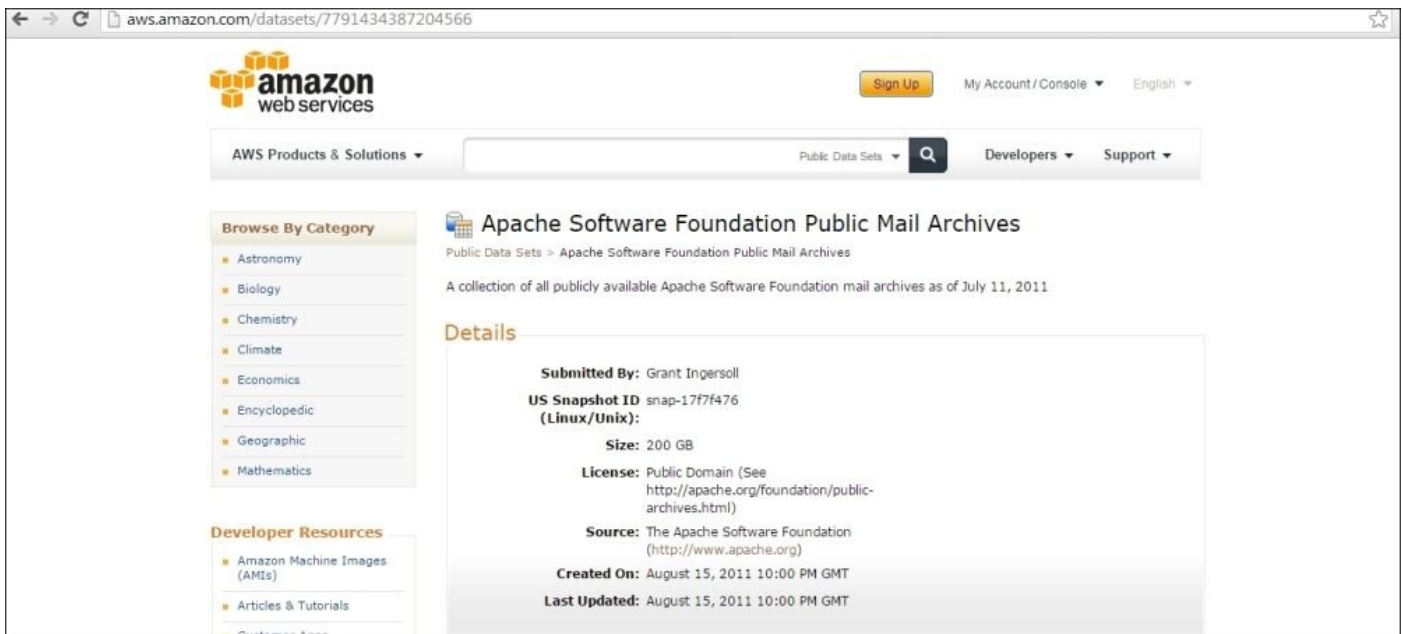 aws.amazon.com/datasets/7791434387204566
amazon
web services
Sign Up
My Account / Console
English
AWS Products & Solutions
Public Data Sets
Developers
Support
Browse By Category
Astronomy
Biology
Chemistry
Climate
Economics
Encyclopedic
Geographic
Mathematics
Developer Resources
Amazon Machine Images
(AMIs)
Articles & Tutorials
Apache Software Foundation Public Mail Archives
Public Data Sets > Apache Software Foundation Public Mail Archives
A collection of all publicly available Apache Software Foundation mail archives as of July 11, 2011
Details
Submitted By: Grant Ingersoll
US Snapshot ID snap-17f7f476
(Linux/Unix):
Size: 200 GB
License: Public Domain (See
http://apache.org/foundation/public-
archives.html)
Source: The Apache Software Foundation
(http://www.apache.org)
Created On: August 15, 2011 10:00 PM GMT
Last Updated: August 15, 2011 10:00 PM GMT